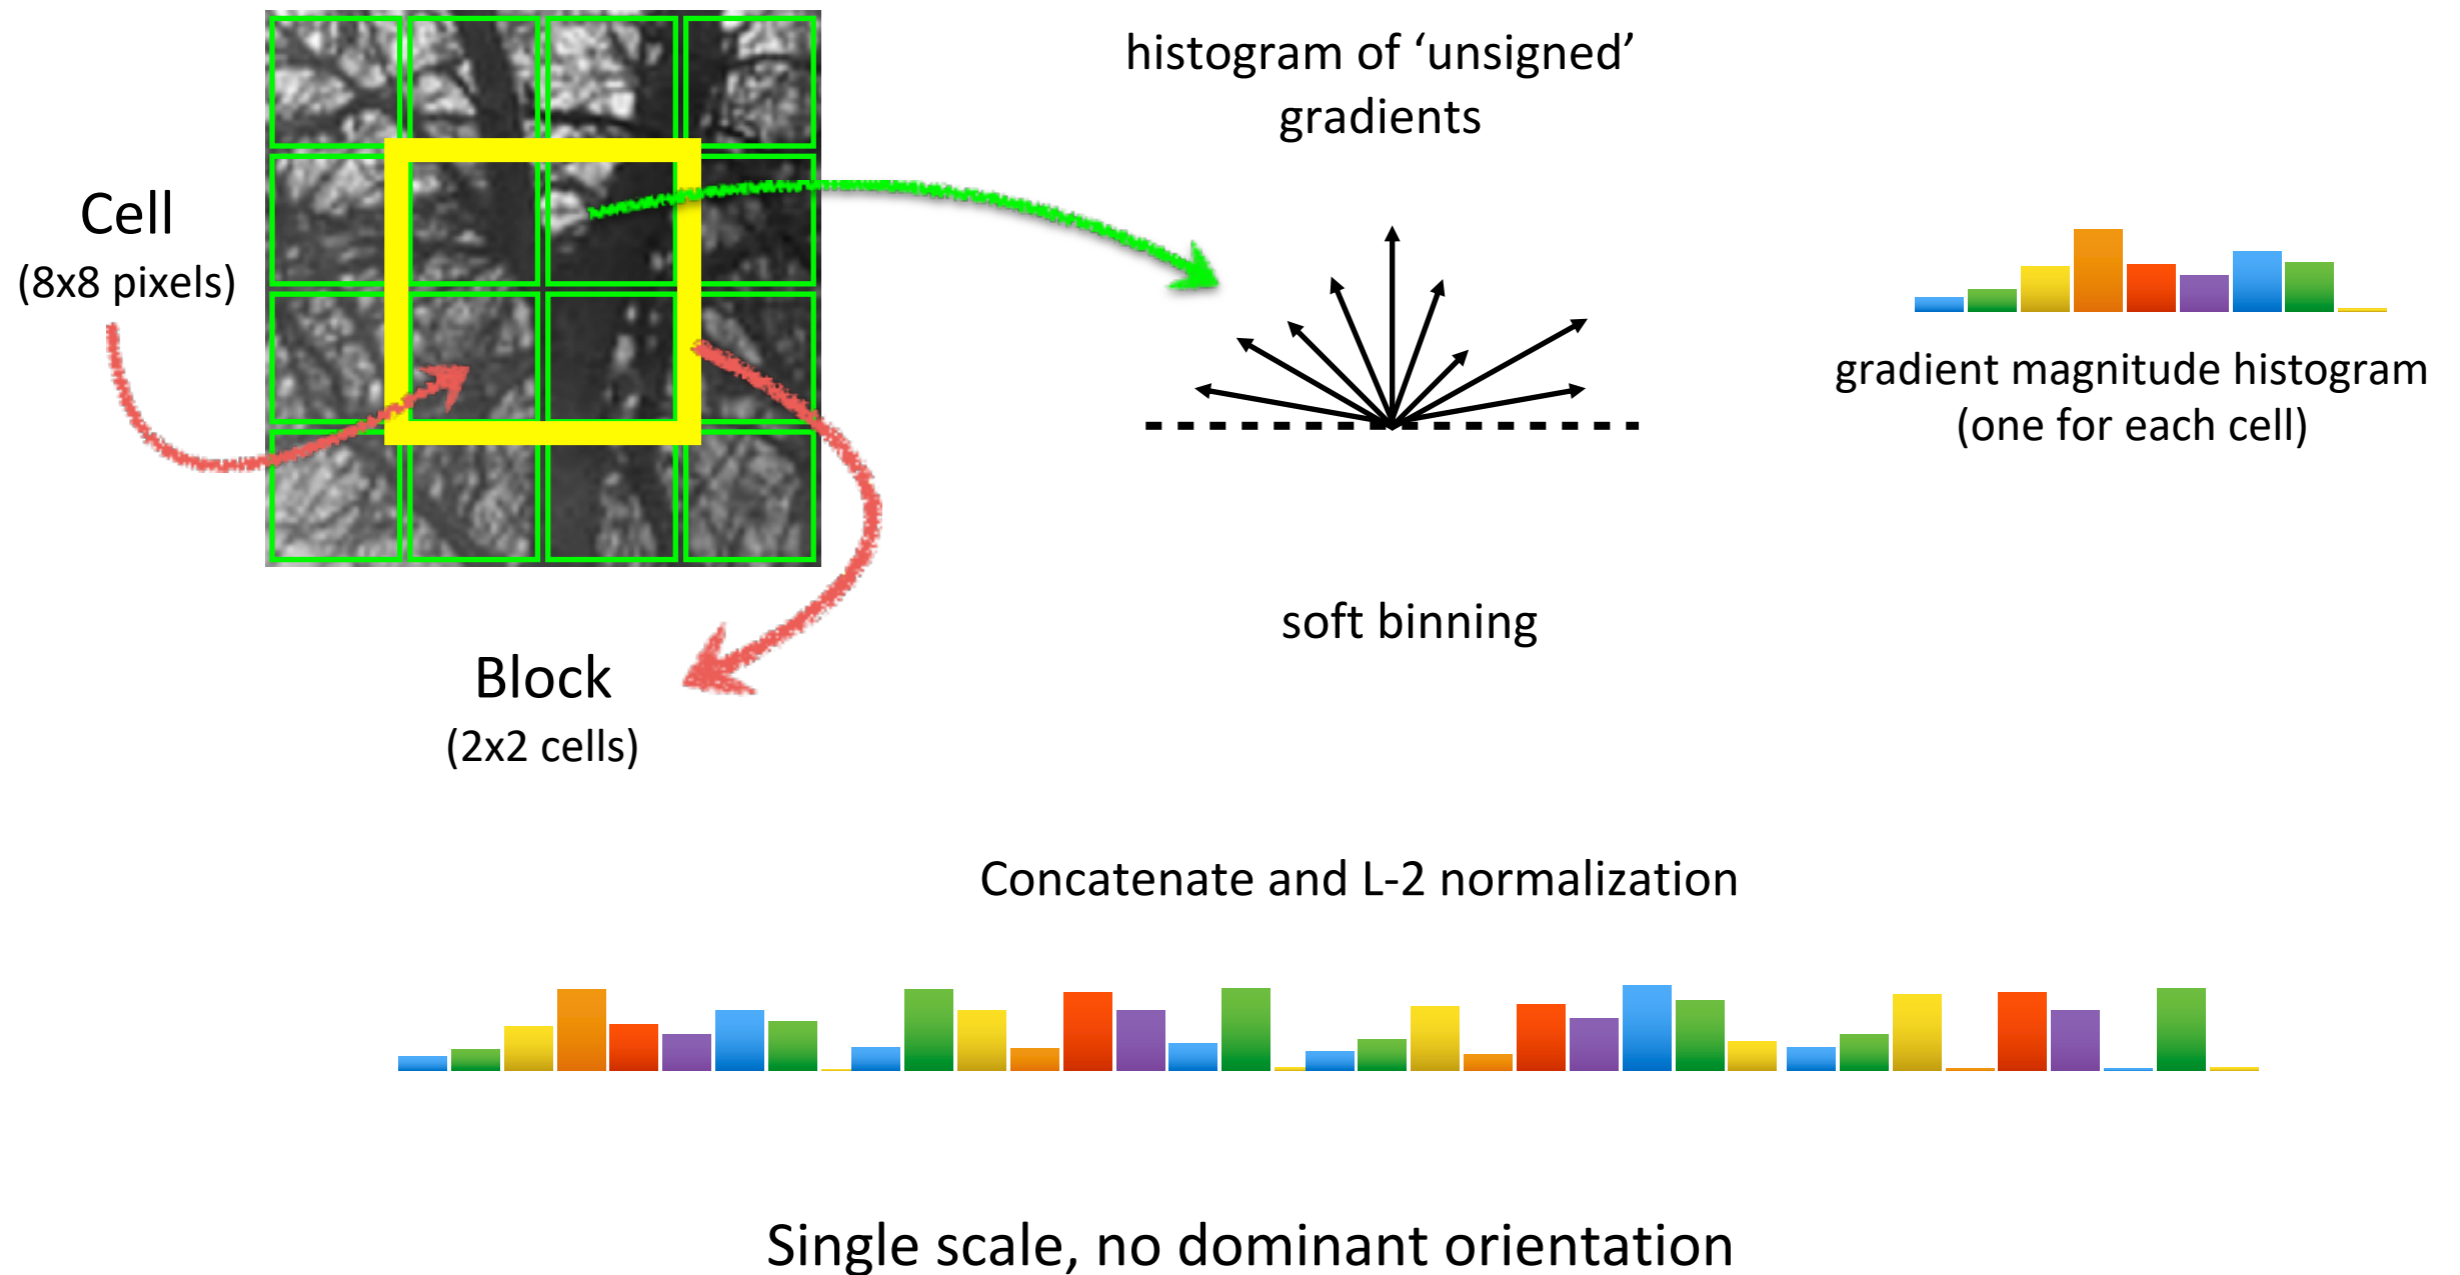 histogram of ‘unsigned’
gradients
Cell
(8x8 pixels)
gradient magnitude histogram
(one for each cell)
soft binning
Block
(2x2 cells)
Concatenate and L-2 normalization
Single scale, no dominant orientation